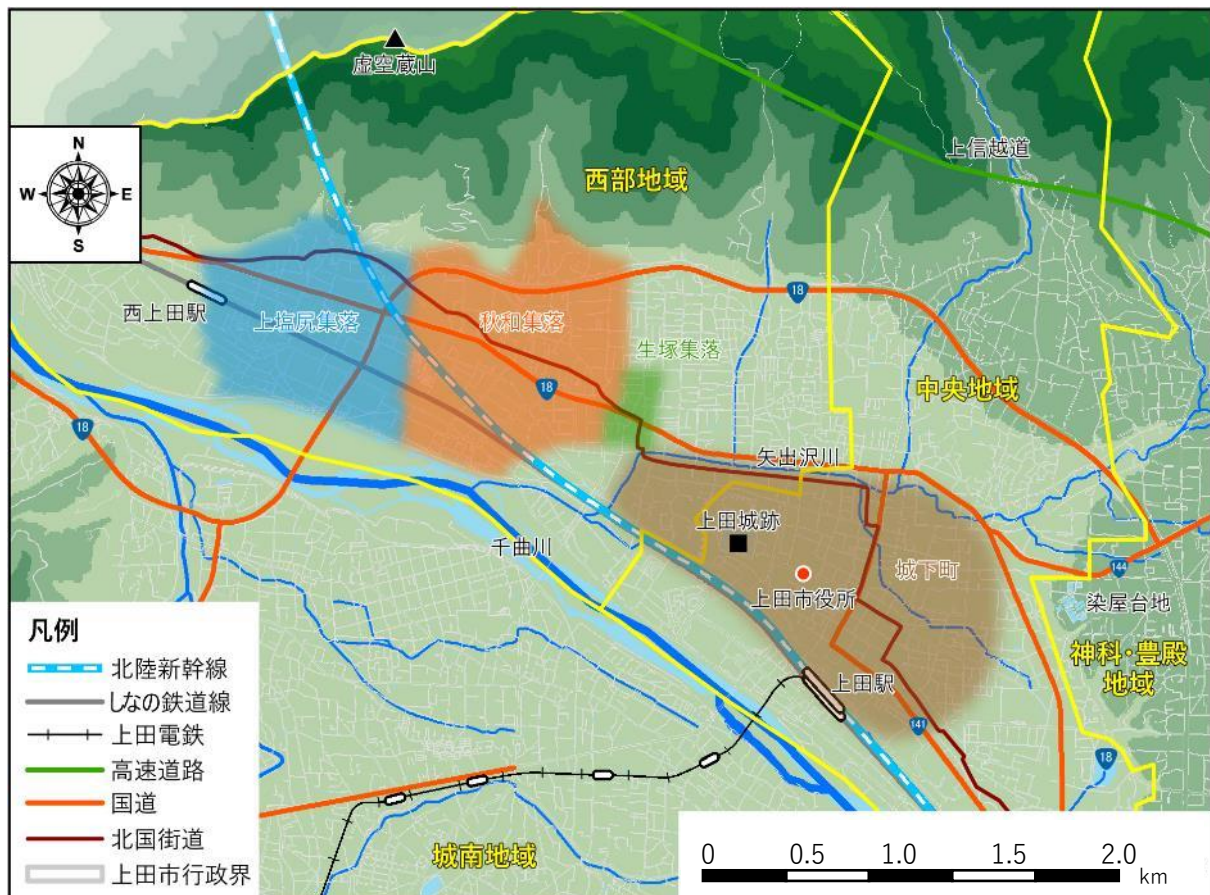 虚空蔵山
上信越道
N
W
E
S
西部地域
18
西上田駅
上塩尻集落
秋和集落
生塚集落
18
18
中央地域
矢出沢川
上田城跡
千曲川
城下町
上田市役所
144
染屋台地
神科・豊殿
地域
上田駅
141
18
城南地域
凡例
北陸新幹線
しなの鉄道線
上田電鉄
高速道路
国道
北国街道
上田市行政界
0 0.5 1.0 1.5 2.0
km